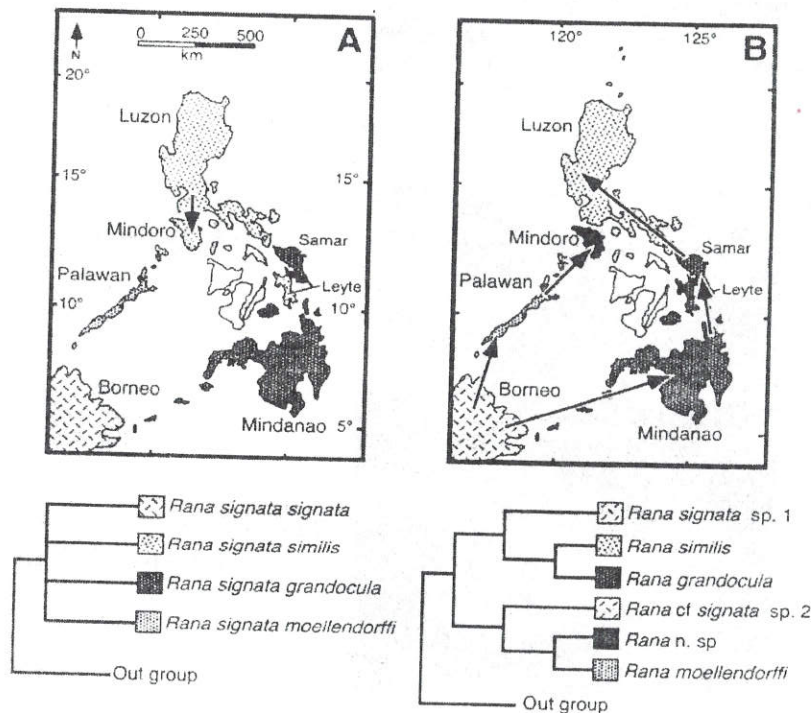 A
N
0 250 500
km
20°
Luzon
15°
15°
Mindoro
Samar
Palawan
Leyte
10°
10°
Borneo
Mindanao
5°
Rana signata signata
Rana signata similis
Rana signata grandocula
Rana signata moellendorffi
Out group
120°
125°
B
Luzon
Mindoro
Samar
Palawan
Leyte
Borneo
Mindanao
Rana signata sp. 1
Rana similis
Rana grandocula
Rana cf signata sp. 2
Rana n. sp
Rana moellendorffi
Out group